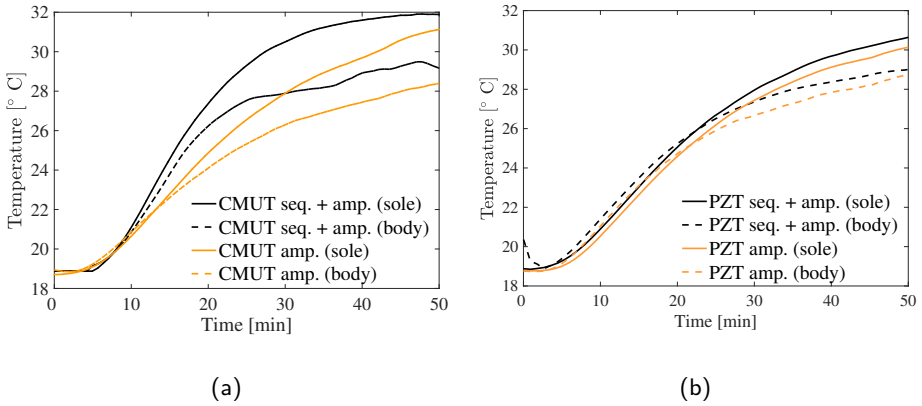 32
30
28
26
24
22
20
18
Temperature [° C]
CMUT seq. + amp. (sole)
CMUT seq. + amp. (body)
CMUT amp. (sole)
CMUT amp. (body)
0 10 20 30 40 50
Time [min]
(a)
32
30
28
26
24
22
20
18
Temperature [° C]
PZT seq. + amp. (sole)
PZT seq. + amp. (body)
PZT amp. (sole)
PZT amp. (body)
0 10 20 30 40 50
Time [min]
(b)